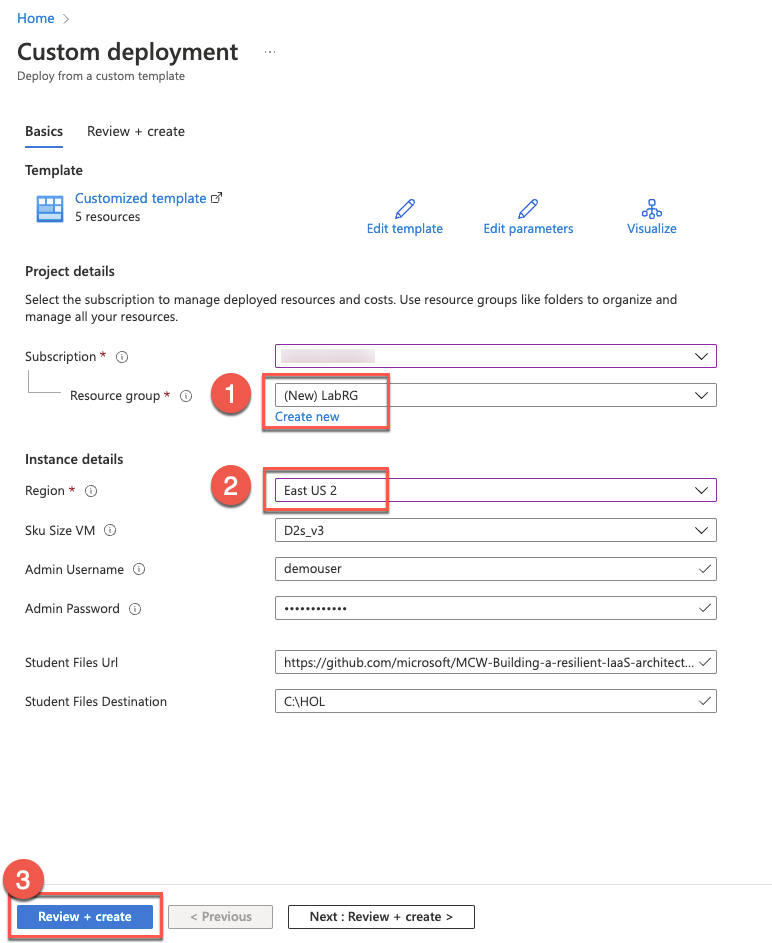 Home >
Custom deployment ...
Deploy from a custom template
Basics Review + create
Template
Customized template
5 resources
Edit template Edit parameters Visualize
Project details
Select the subscription to manage deployed resources and costs. Use resource groups like folders to organize and
manage all your resources.
Subscription *
1
Resource group * (New) LabRG
Create new
Instance details
2
Region * East US 2
Sku Size VM D2s_v3
Admin Username demouser
Admin Password ••••••••••••
Student Files Url https://github.com/microsoft/MCW-Building-a-resilient-IaaS-architect...
Student Files Destination C:\HOL
3
Review + create < Previous Next : Review + create >